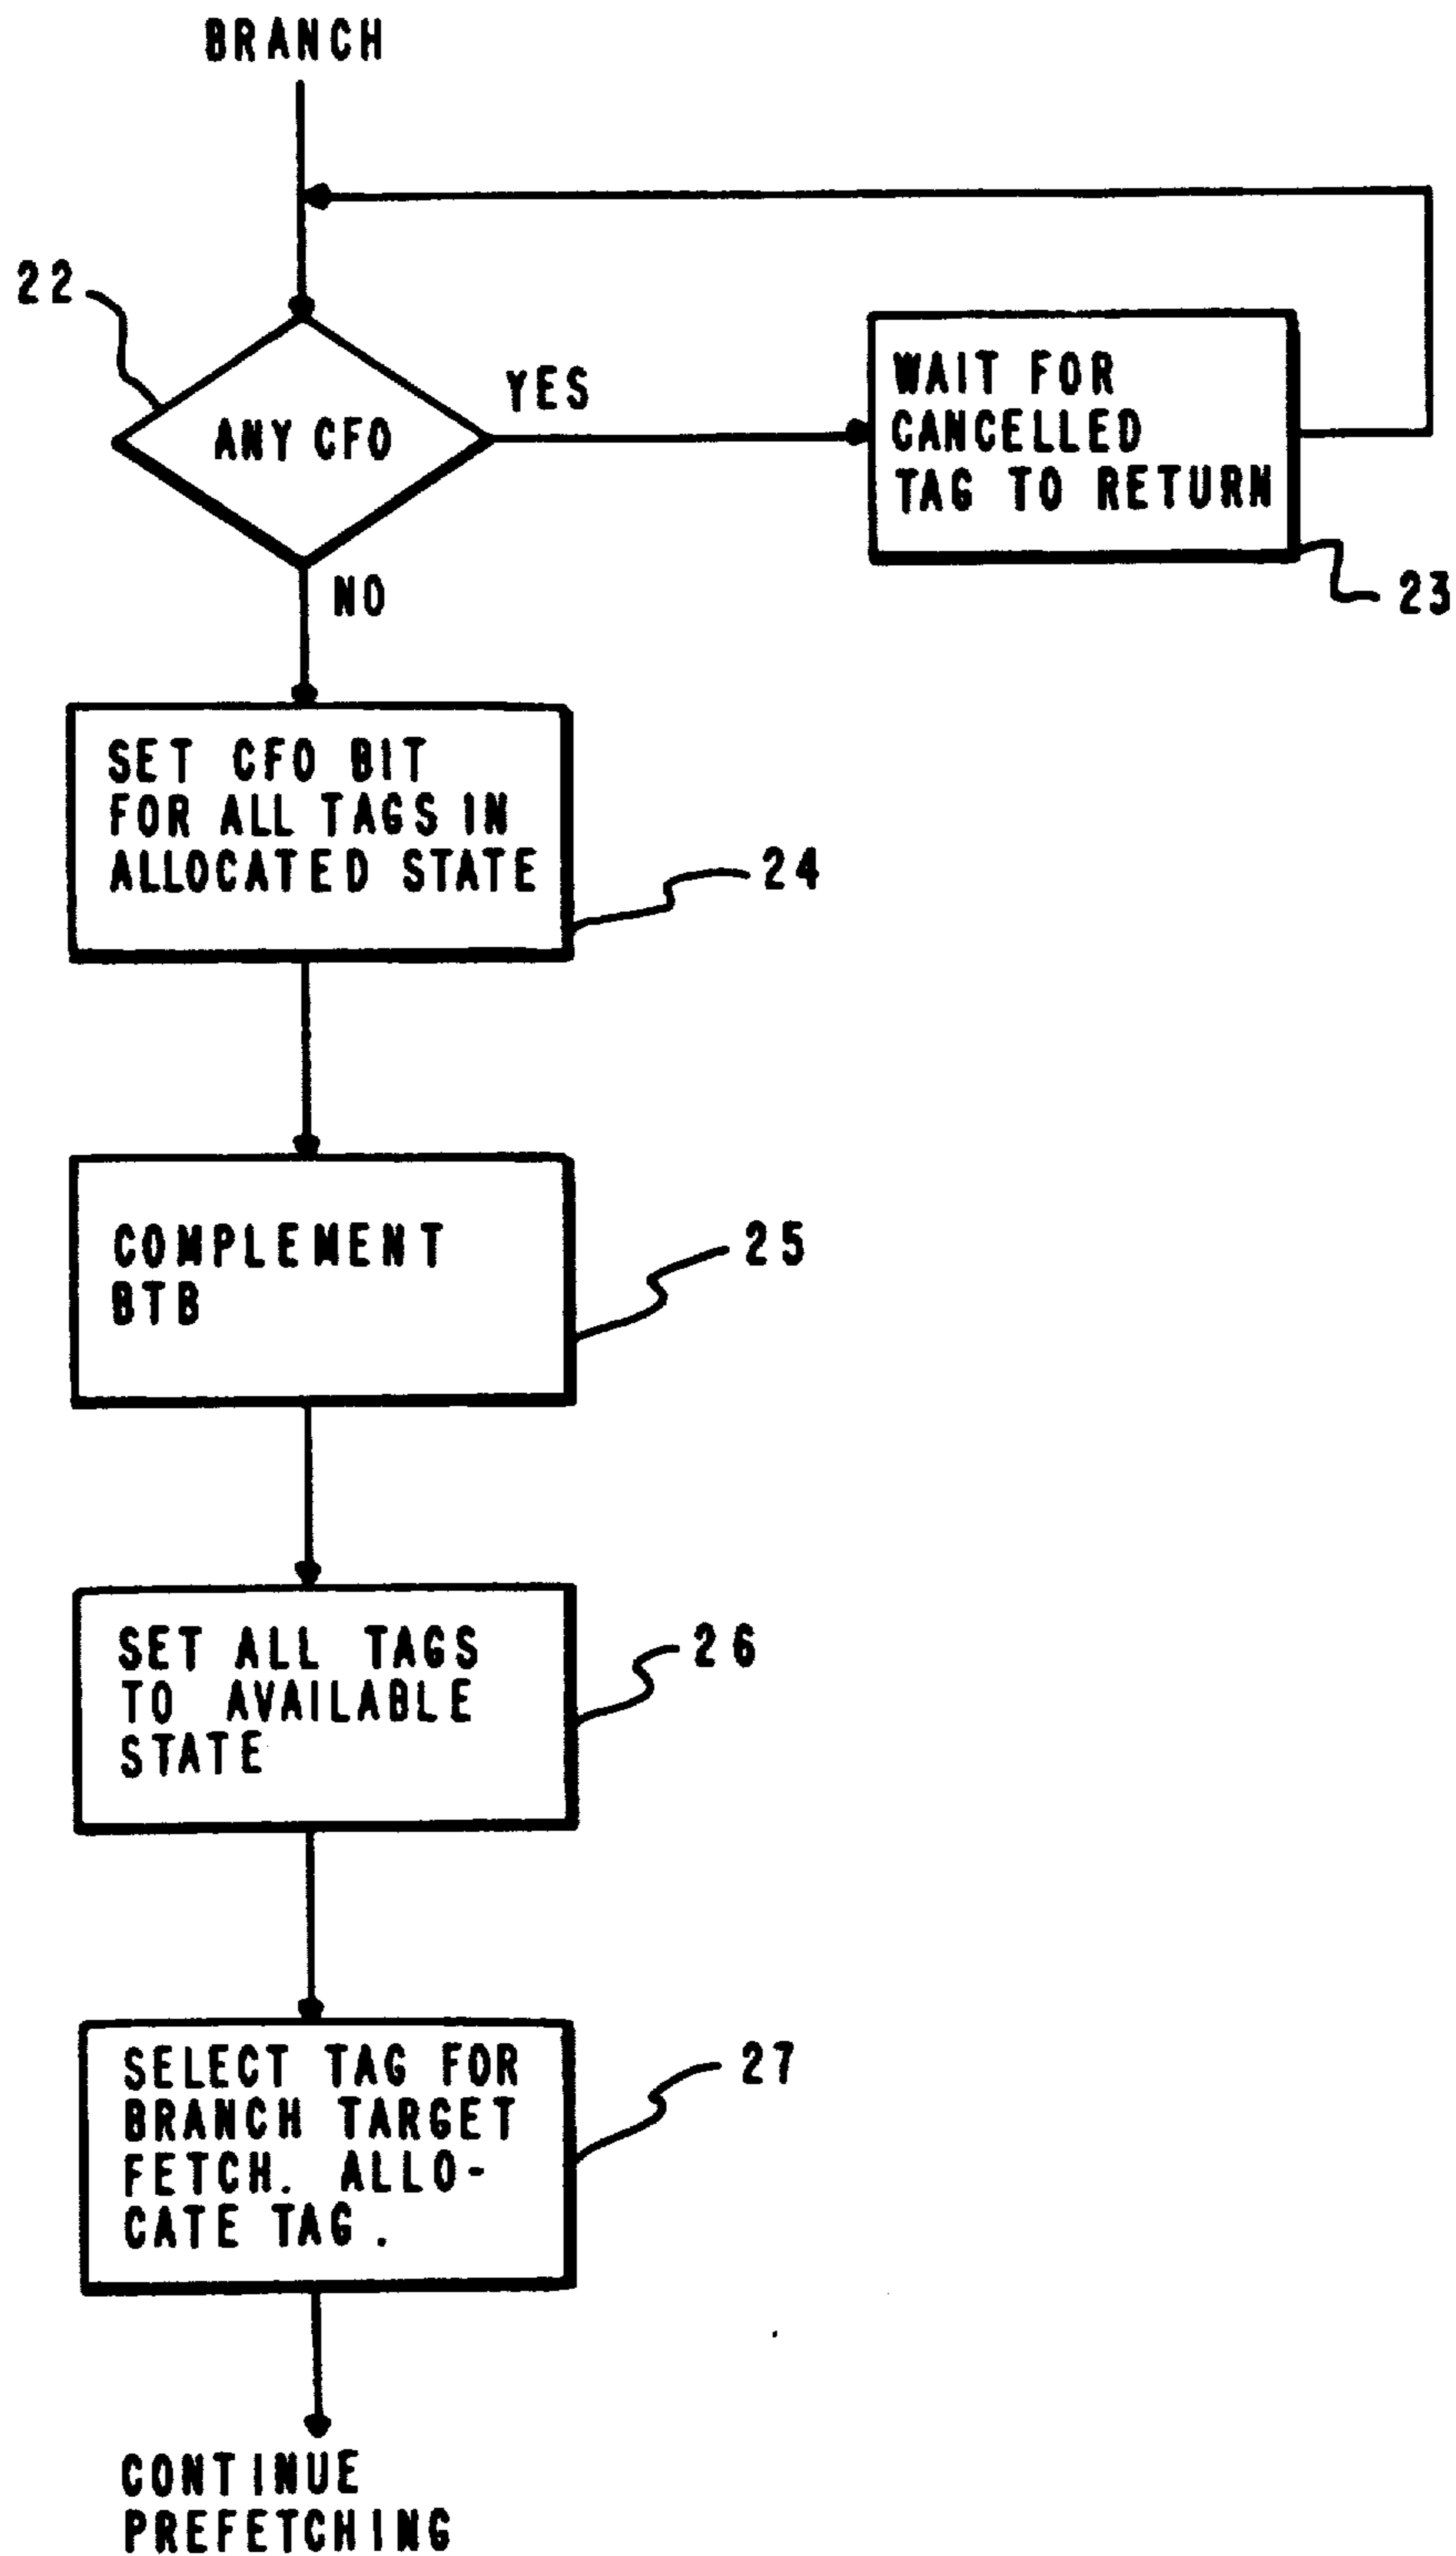 BRANCH
22
YES
ANY CFO
WAIT FOR
CANCELLED
TAG TO RETURN
23
NO
SET CFO BIT
FOR ALL TAGS IN
ALLOCATED STATE
24
COMPLEMENT
BTB
25
SET ALL TAGS
TO AVAILABLE
STATE
26
SELECT TAG FOR
BRANCH TARGET
FETCH. ALLO-
CATE TAG.
27
CONTINUE
PREFETCHING